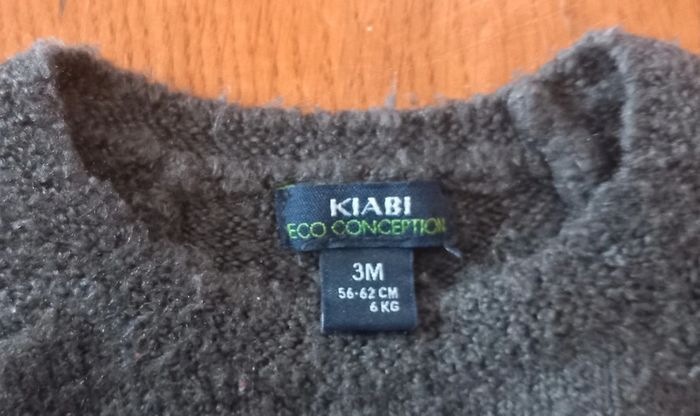 KIABI
ECO CONCEPTION
3M
56-62 CM
6 KG